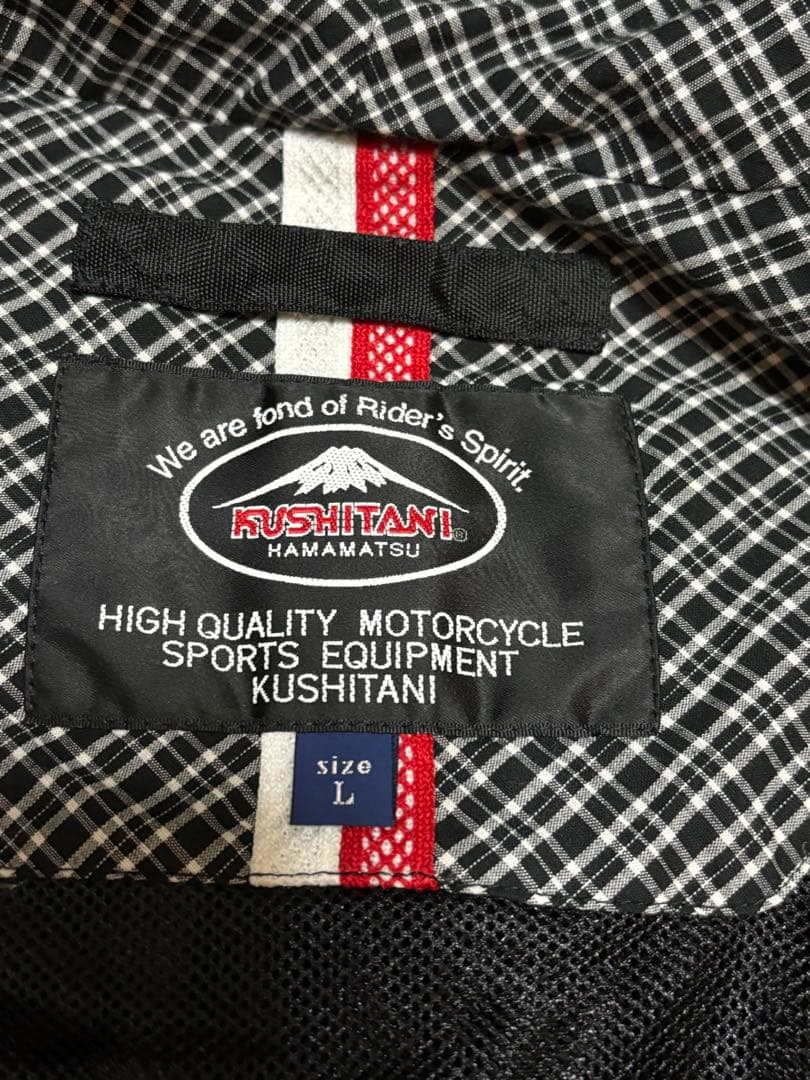 We are fond of Rider's Spirit.
KUSHITANI®
HAMAMATSU
HIGH QUALITY MOTORCYCLE
SPORTS EQUIPMENT
KUSHITANI
size
L